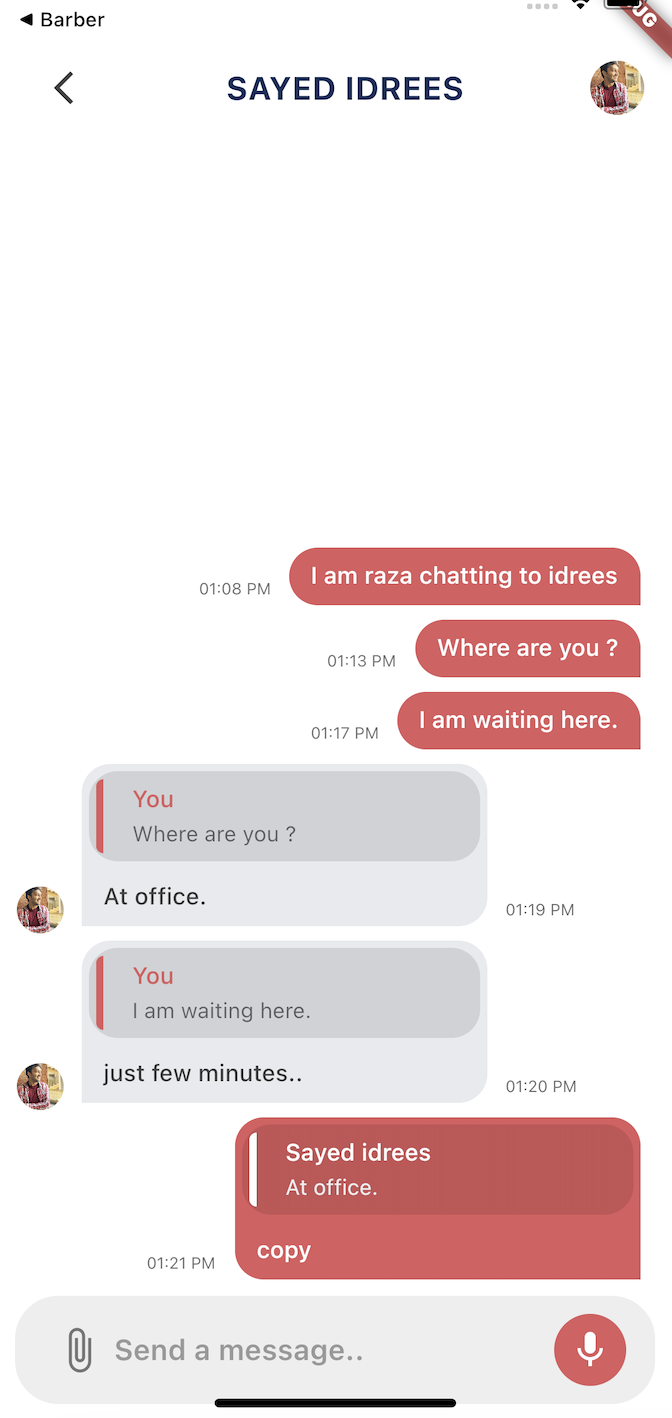 Barber
SAYED IDREES
I am raza chatting to idrees
01:08 PM
Where are you ?
01:13 PM
I am waiting here.
01:17 PM
You
Where are you ?
At office.
01:19 PM
You
I am waiting here.
just few minutes..
01:20 PM
Sayed idrees
At office.
copy
01:21 PM
Send a message..